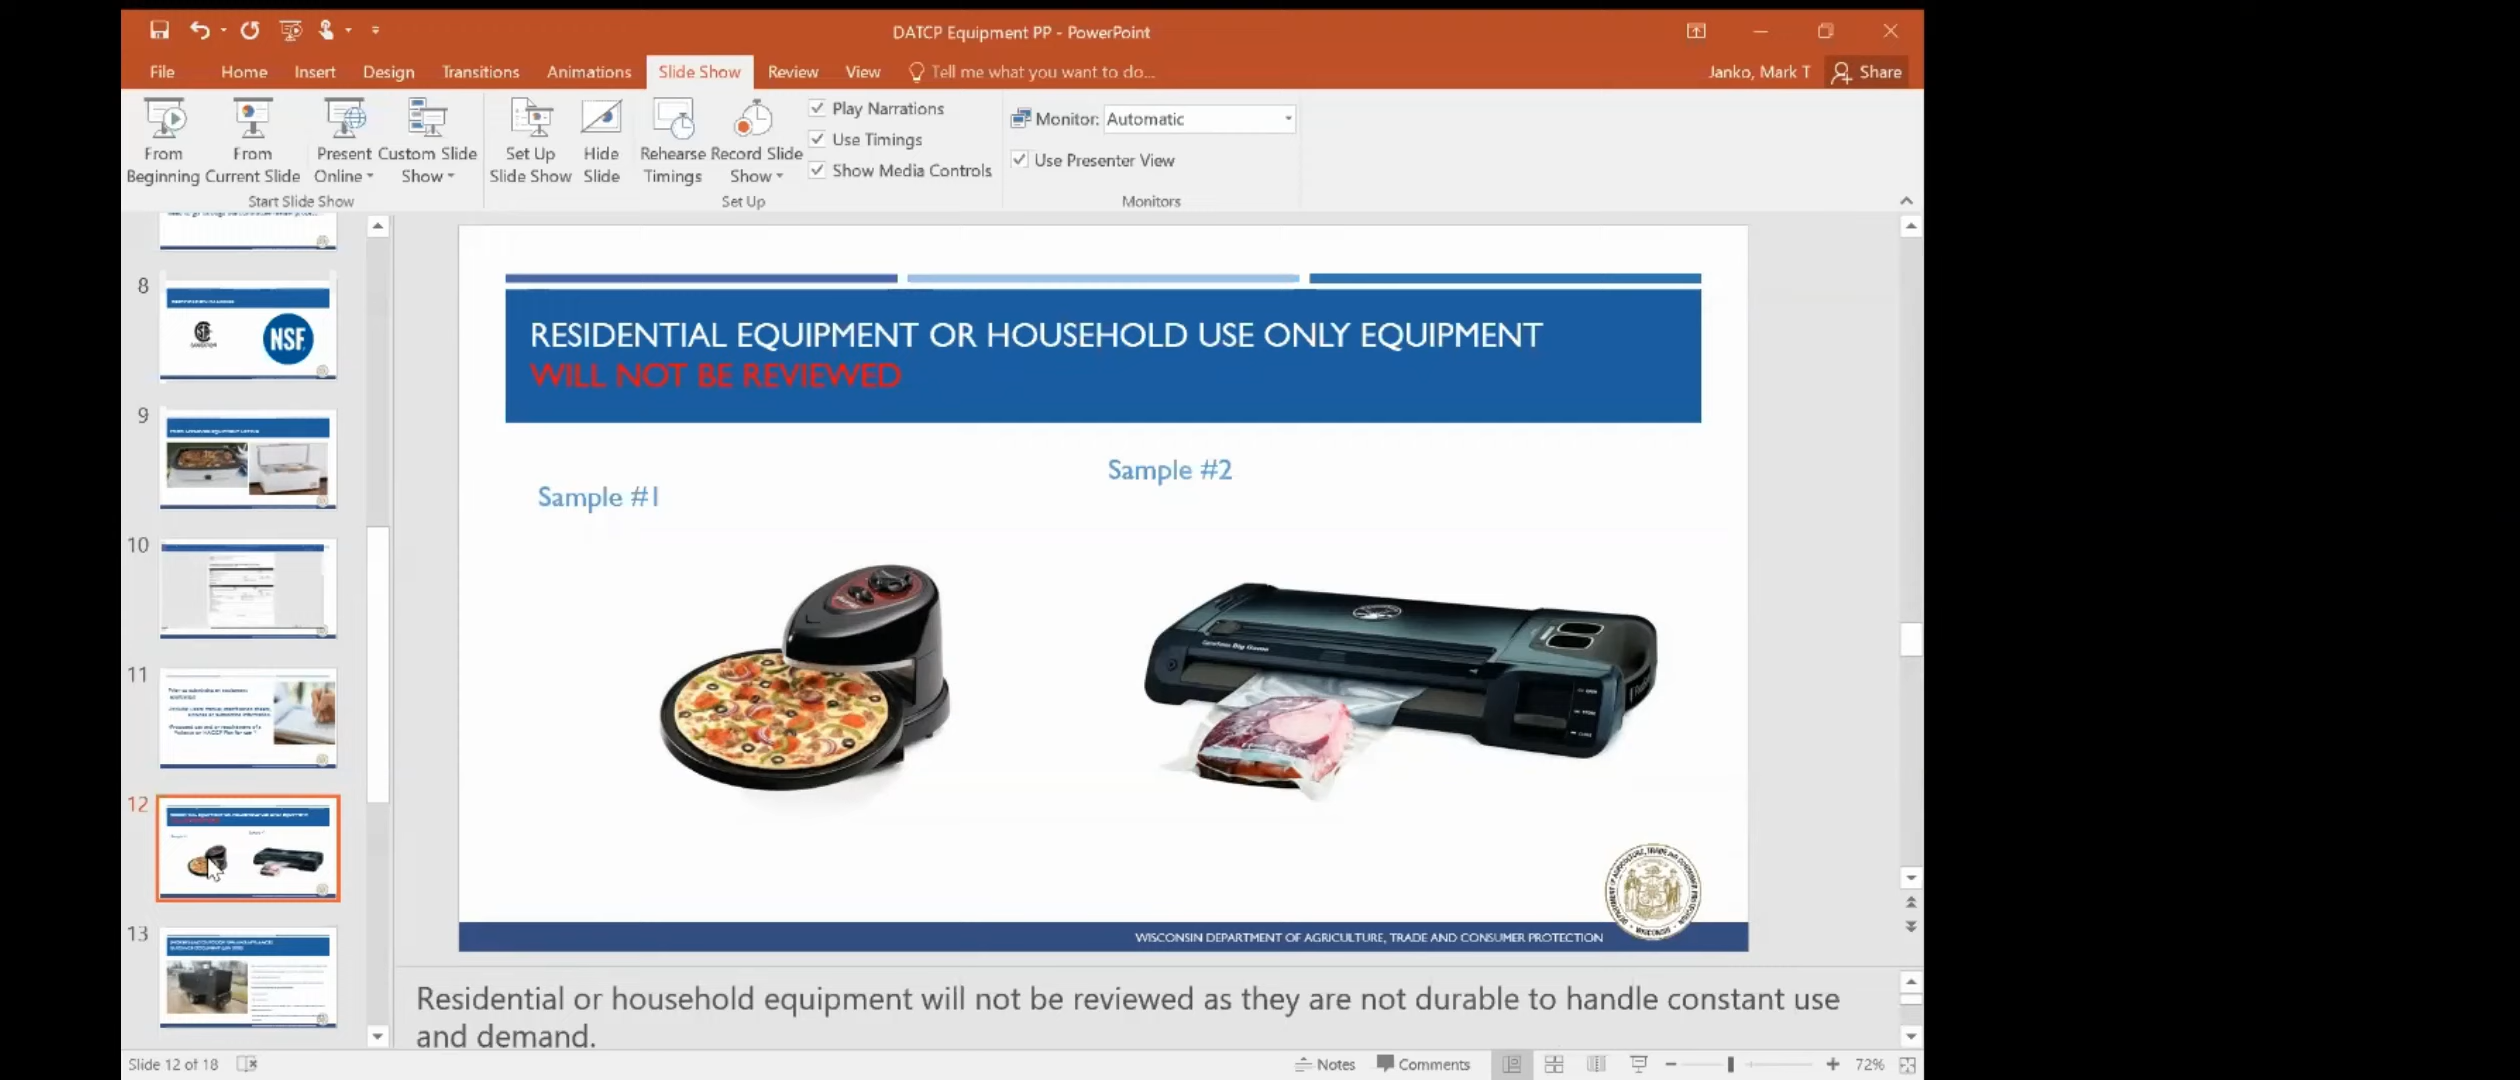 DATCP Equipment PP - PowerPoint
File Home Insert Design Transitions Animations Slide Show Review View Tell me what you want to do... Janko, Mark T Share
From Beginning
From Current Slide
Present Online
Custom Slide Show
Start Slide Show
Set Up Slide Show
Hide Slide
Rehearse Timings
Record Slide Show
Play Narrations
Use Timings
Show Media Controls
Set Up
Monitor: Automatic
Use Presenter View
Monitors
8
NSF
9
10
11
12
13
RESIDENTIAL EQUIPMENT OR HOUSEHOLD USE ONLY EQUIPMENT
WILL NOT BE REVIEWED
Sample #1
Sample #2
Big Game
WISCONSIN DEPARTMENT OF AGRICULTURE, TRADE AND CONSUMER PROTECTION
Residential or household equipment will not be reviewed as they are not durable to handle constant use
and demand.
Slide 12 of 18 Notes Comments 72%